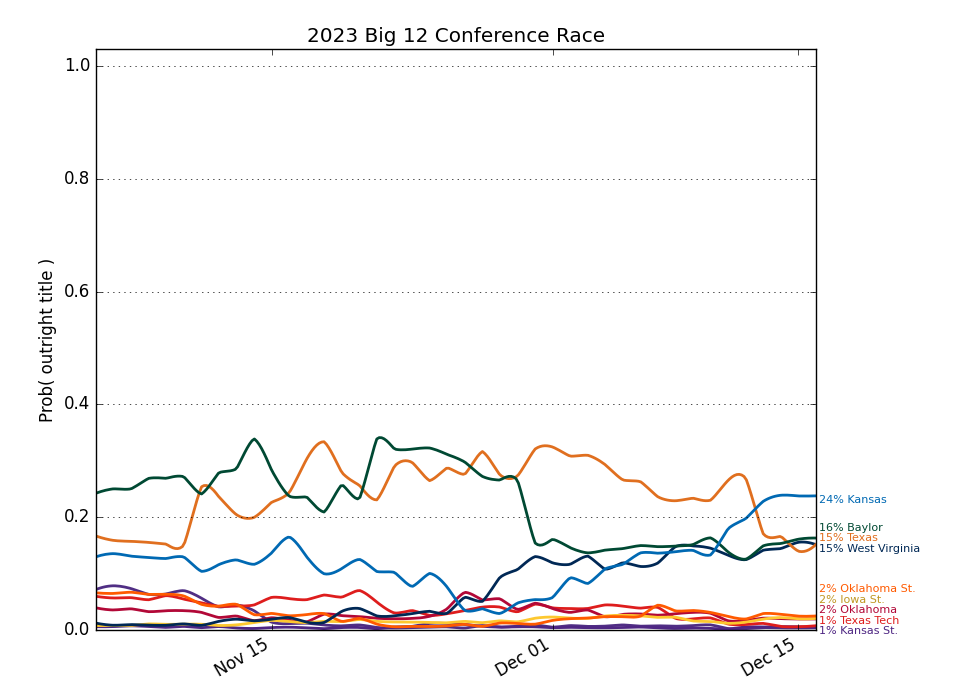 2023 Big 12 Conference Race
Prob( outright title )
1.0
0.8
0.6
0.4
0.2
0.0
Nov 15
Dec 01
Dec 15
24% Kansas
16% Baylor
15% Texas
15% West Virginia
2% Oklahoma St.
2% Iowa St.
2% Oklahoma
1% Texas Tech
1% Kansas St.